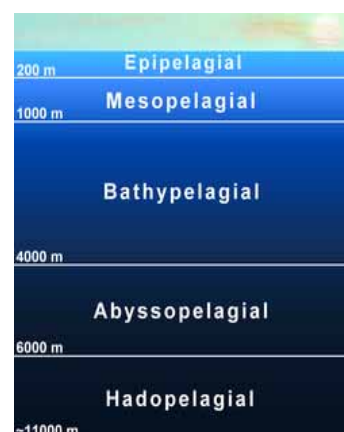 Epipelagial
200 m
Mesopelagial
1000 m
Bathypelagial
4000 m
Abyssopelagial
6000 m
Hadopelagial
~11000 m